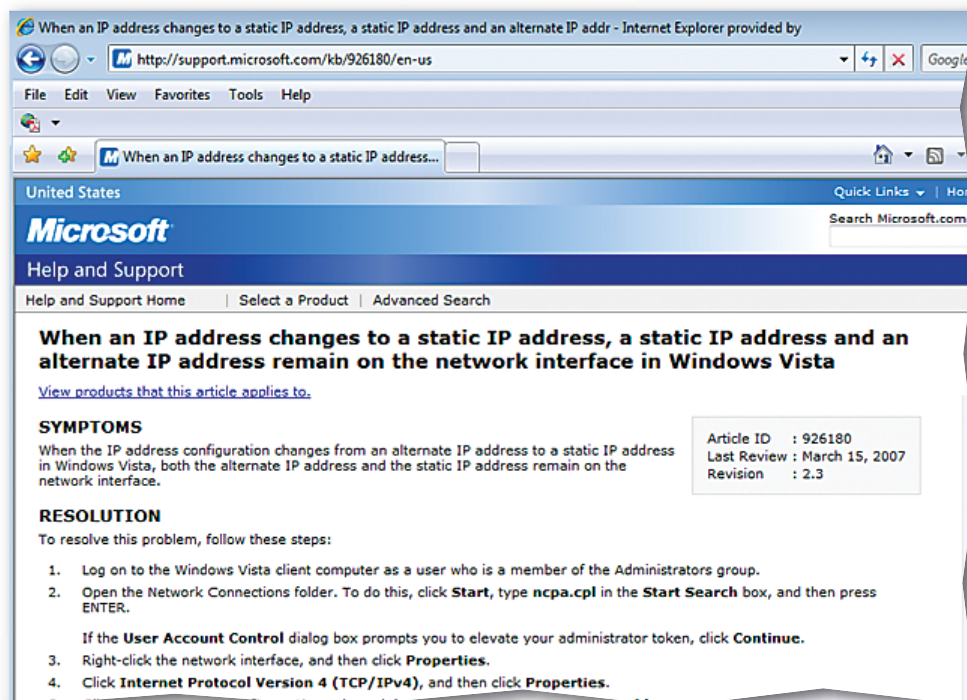 When an IP address changes to a static IP address, a static IP address and an alternate IP addr - Internet Explorer provided by
http://support.microsoft.com/kb/926180/en-us
Google
File Edit View Favorites Tools Help
When an IP address changes to a static IP address...
United States
Quick Links | Ho
Microsoft
Search Microsoft.com
Help and Support
Help and Support Home | Select a Product | Advanced Search
When an IP address changes to a static IP address, a static IP address and an
alternate IP address remain on the network interface in Windows Vista
View products that this article applies to.
SYMPTOMS
When the IP address configuration changes from an alternate IP address to a static IP address
in Windows Vista, both the alternate IP address and the static IP address remain on the
network interface.
Article ID : 926180
Last Review : March 15, 2007
Revision : 2.3
RESOLUTION
To resolve this problem, follow these steps:
1. Log on to the Windows Vista client computer as a user who is a member of the Administrators group.
2. Open the Network Connections folder. To do this, click Start, type ncpa.cpl in the Start Search box, and then press
ENTER.
If the User Account Control dialog box prompts you to elevate your administrator token, click Continue.
3. Right-click the network interface, and then click Properties.
4. Click Internet Protocol Version 4 (TCP/IPv4), and then click Properties.